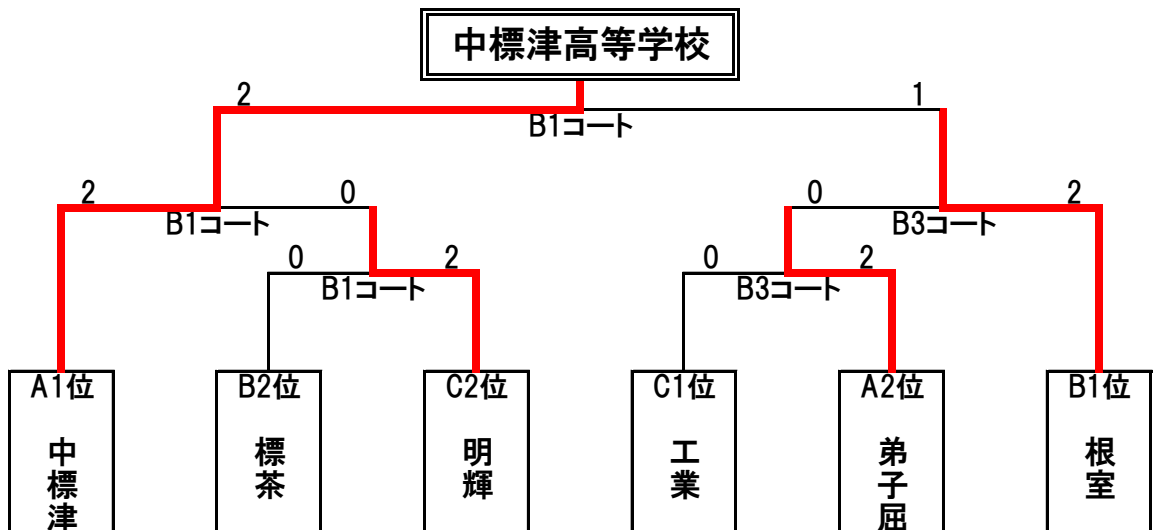 中標津高等学校
2
1
B1コート
2
0
0
2
B1コート
B3コート
0
2
0
2
B1コート
B3コート
A1位
B2位
C2位
C1位
A2位
B1位
中標津
標茶
明輝
工業
弟子屈
根室